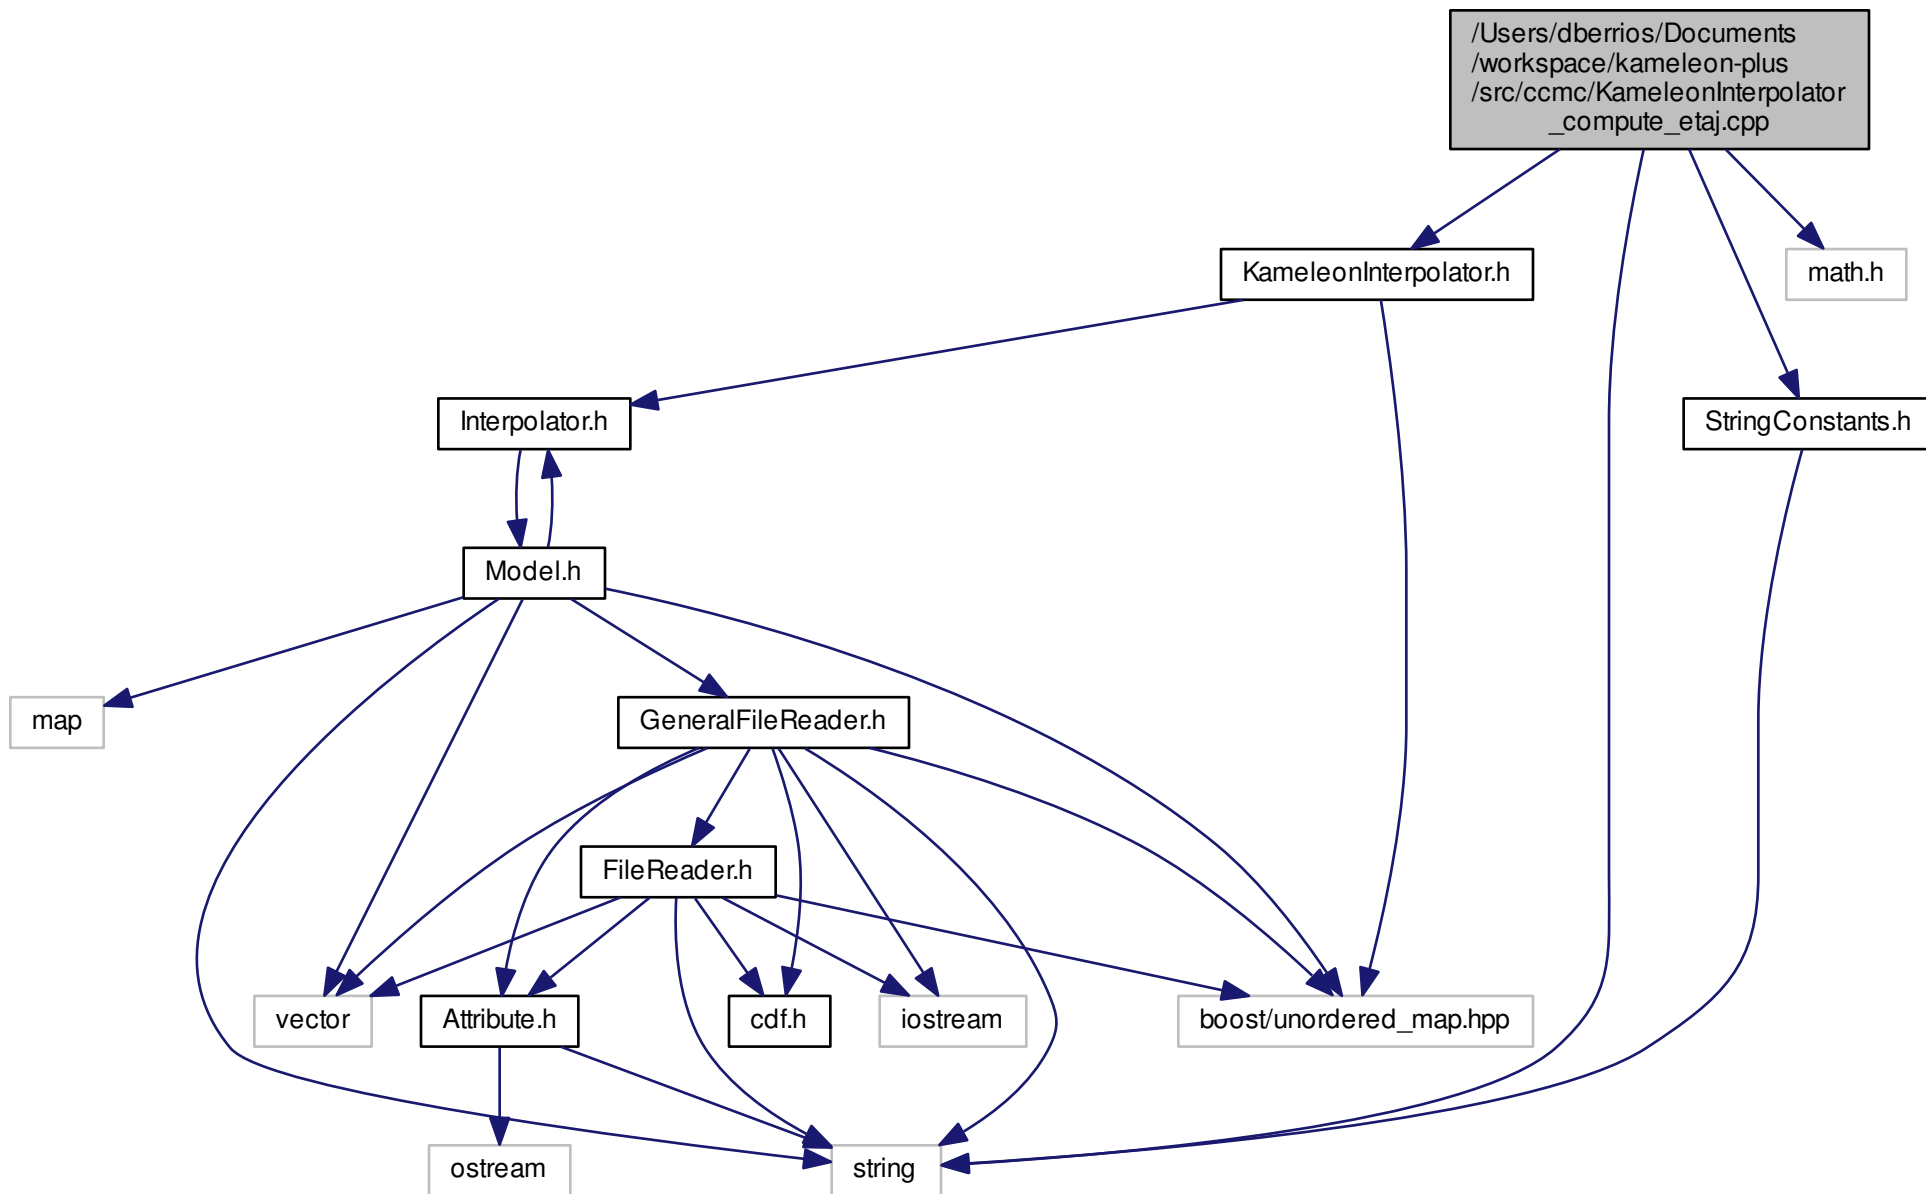 /Users/dberrios/Documents
/workspace/kameleon-plus
/src/ccmc/KameleonInterpolator
_compute_etaj.cpp
KameleonInterpolator.h
math.h
Interpolator.h
StringConstants.h
Model.h
map
GeneralFileReader.h
FileReader.h
vector
Attribute.h
cdf.h
iostream
boost/unordered_map.hpp
ostream
string